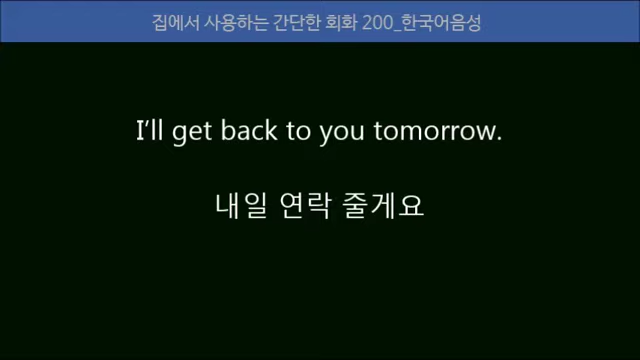 집에서 사용하는 간단한 회화 200_한국어음성
I'll get back to you tomorrow.
내일 연락 줄게요